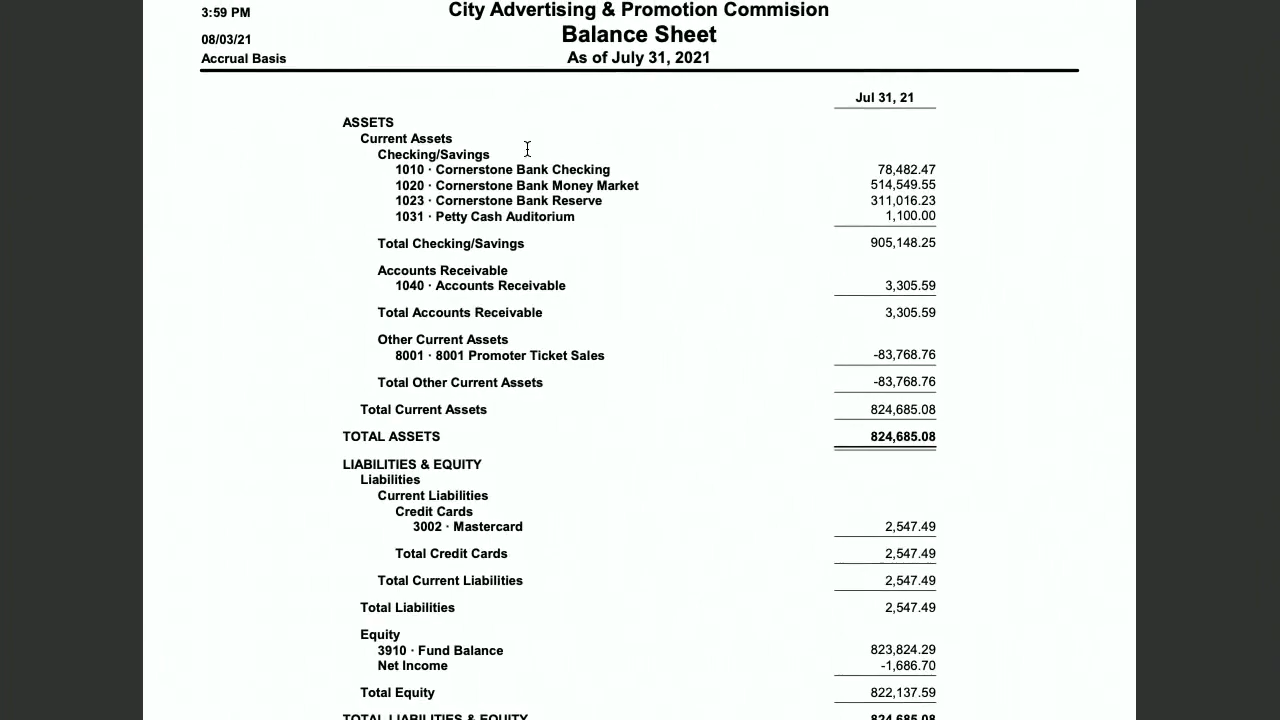 City Advertising & Promotion Commision
3:59 PM
Balance Sheet
08/03/21
As of July 31, 2021
Accrual Basis
Jul 31, 21
ASSETS
Current Assets
Checking/Savings
1010 · Cornerstone Bank Checking 78,482.47
1020 · Cornerstone Bank Money Market 514,549.55
1023 · Cornerstone Bank Reserve 311,016.23
1031 · Petty Cash Auditorium 1,100.00
Total Checking/Savings 905,148.25
Accounts Receivable
1040 · Accounts Receivable 3,305.59
Total Accounts Receivable 3,305.59
Other Current Assets
8001 · 8001 Promoter Ticket Sales -83,768.76
Total Other Current Assets -83,768.76
Total Current Assets 824,685.08
TOTAL ASSETS 824,685.08
LIABILITIES & EQUITY
Liabilities
Current Liabilities
Credit Cards
3002 · Mastercard 2,547.49
Total Credit Cards 2,547.49
Total Current Liabilities 2,547.49
Total Liabilities 2,547.49
Equity
3910 · Fund Balance 823,824.29
Net Income -1,686.70
Total Equity 822,137.59
TOTAL LIABILITIES & EQUITY 824,685.08